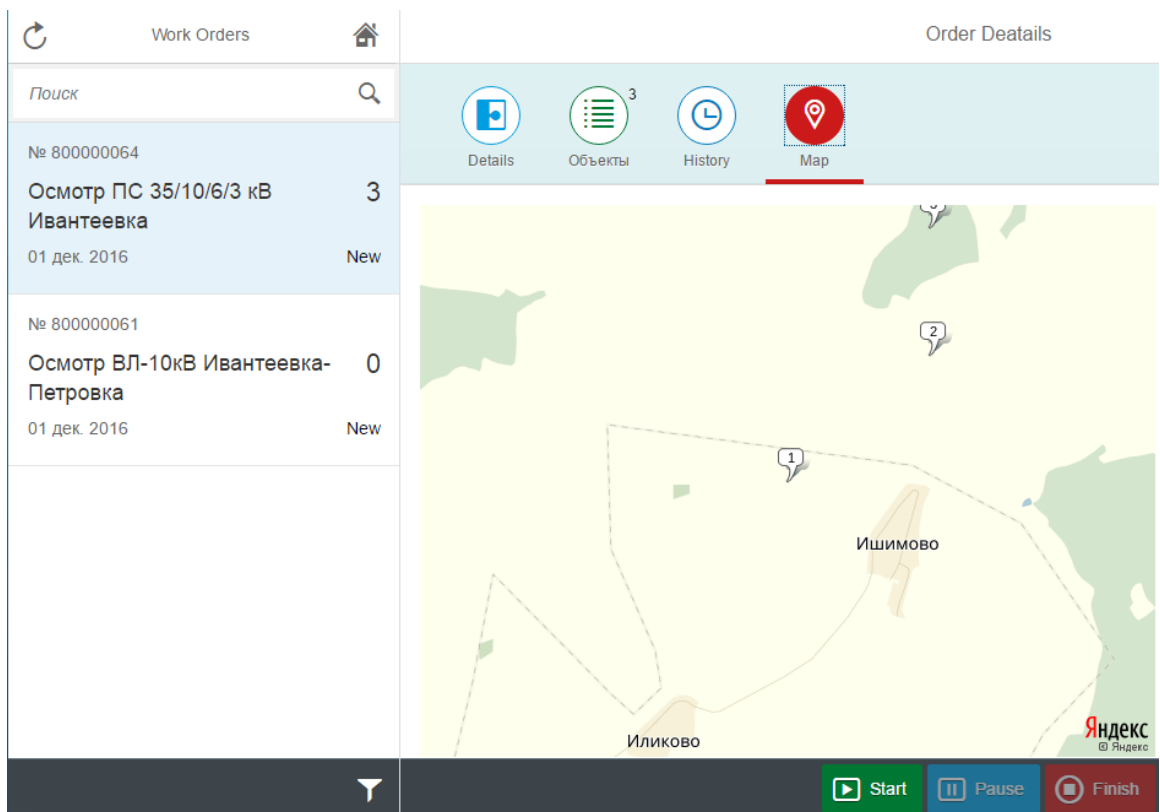 Work Orders
Поиск
№ 800000064
Осмотр ПС 35/10/6/3 кВ 3
Ивантеевка
01 дек. 2016 New
№ 800000061
Осмотр ВЛ-10кВ Ивантеевка- 0
Петровка
01 дек. 2016 New
Order Deatails
3
Details Объекты History Map
3
2
1
Ишимово
Иликово
Яндекс
© Яндекс
Start Pause Finish